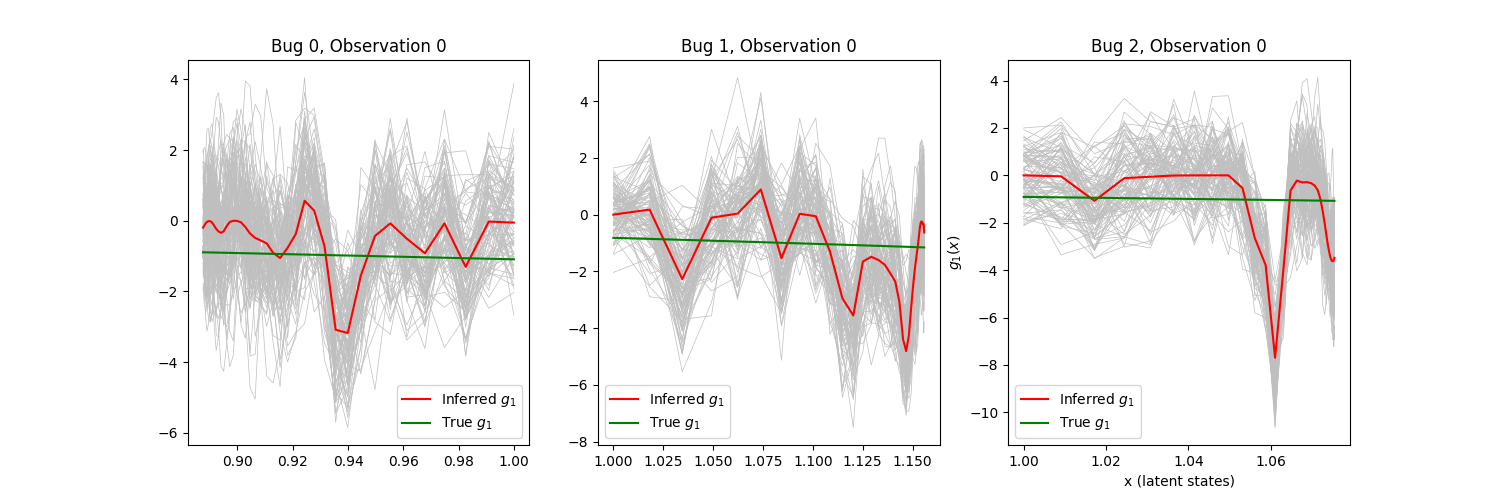 Bug 0, Observation 0
4
2
0
−2
−4
−6
0.90 0.92 0.94 0.96 0.98 1.00
Inferred g₁
True g₁
Bug 1, Observation 0
4
2
0
−2
−4
−6
−8
1.000 1.025 1.050 1.075 1.100 1.125 1.150
Inferred g₁
True g₁
Bug 2, Observation 0
g₁(x)
4
2
0
−2
−4
−6
−8
−10
1.00 1.02 1.04 1.06
x (latent states)
Inferred g₁
True g₁